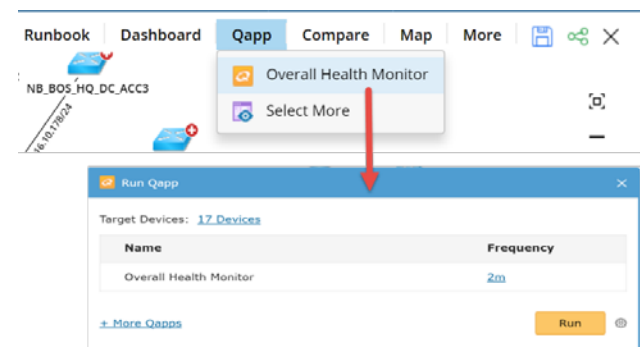 Runbook Dashboard Qapp Compare Map More
Overall Health Monitor
NB_BOS_HQ_DC_ACC3
Select More
16.10.178/24
Run Qapp
Target Devices: 17 Devices
Name Frequency
Overall Health Monitor 2m
+ More Qapps Run